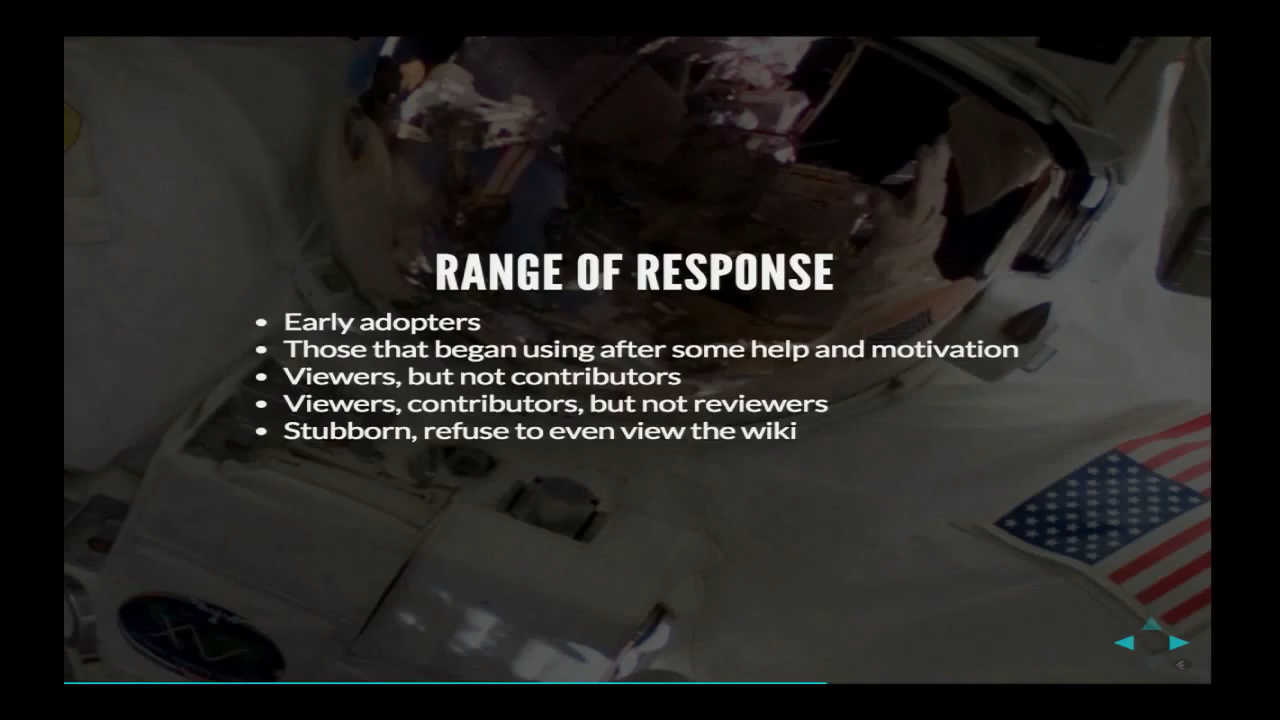 RANGE OF RESPONSE
• Early adopters
• Those that began using after some help and motivation
• Viewers, but not contributors
• Viewers, contributors, but not reviewers
• Stubborn, refuse to even view the wiki